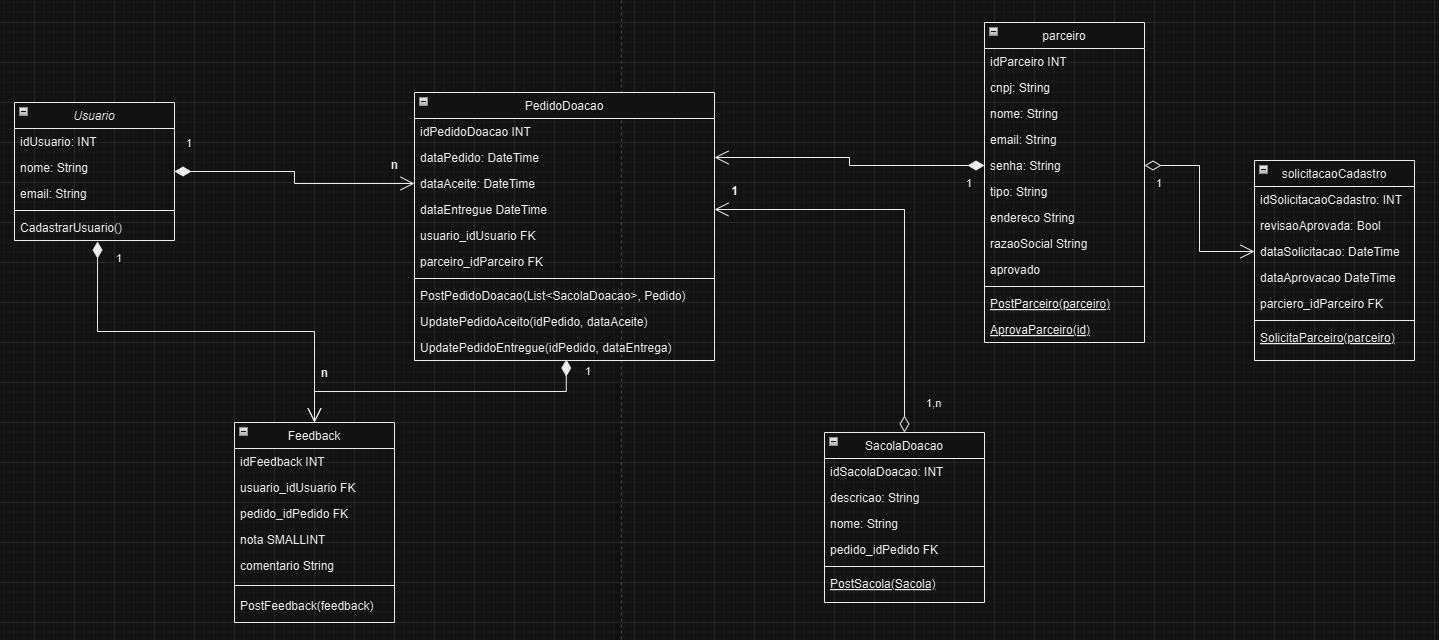 Usuario
idUsuario: INT
nome: String
email: String
CadastrarUsuario()
1
1
n
PedidoDoacao
idPedidoDoacao INT
dataPedido: DateTime
dataAceite: DateTime
dataEntregue DateTime
usuario_idUsuario FK
parceiro_idParceiro FK
PostPedidoDoacao(List<SacolaDoacao>, Pedido)
UpdatePedidoAceito(idPedido, dataAceite)
UpdatePedidoEntregue(idPedido, dataEntrega)
1
1
n
Feedback
idFeedback INT
usuario_idUsuario FK
pedido_idPedido FK
nota SMALLINT
comentario String
PostFeedback(feedback)
parceiro
idParceiro INT
cnpj: String
nome: String
email: String
senha: String
tipo: String
endereco String
razaoSocial String
aprovado
PostParceiro(parceiro)
AprovaParceiro(id)
1
1
solicitacaoCadastro
idSolicitacaoCadastro: INT
revisaoAprovada: Bool
dataSolicitacao: DateTime
dataAprovacao DateTime
parciero_idParceiro FK
SolicitaParceiro(parceiro)
1,n
SacolaDoacao
idSacolaDoacao: INT
descricao: String
nome: String
pedido_idPedido FK
PostSacola(Sacola)